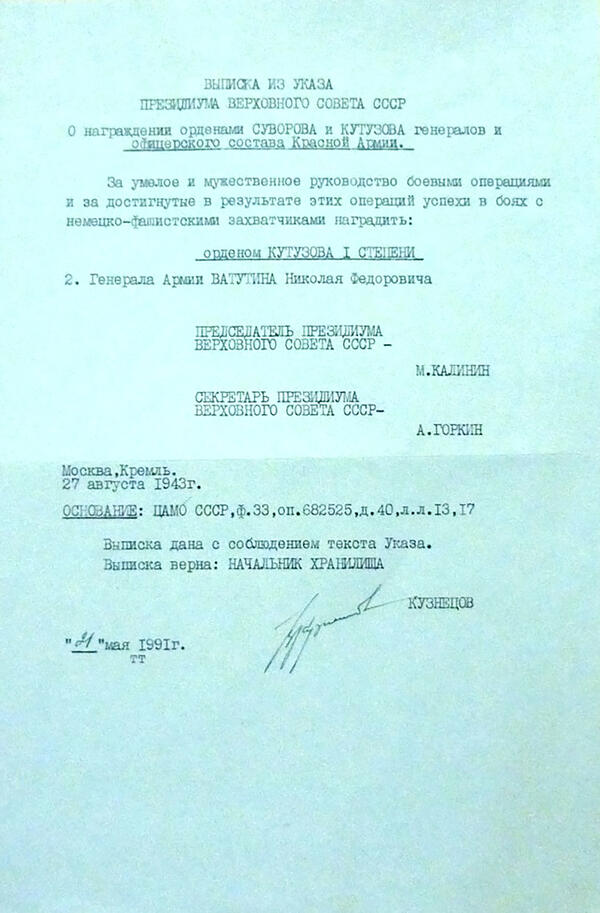 ВЫПИСКА ИЗ УКАЗА
ПРЕЗИДИУМА ВЕРХОВНОГО СОВЕТА СССР
О награждении орденами СУВОРОВА и КУТУЗОВА генералов и
офицерского состава Красной Армии.
За умелое и мужественное руководство боевыми операциями
и за достигнутые в результате этих операций успехи в боях с
немецко-фашистскими захватчиками наградить:
орденом КУТУЗОВА I СТЕПЕНИ
2. Генерала Армии ВАТУТИНА Николая Федоровича
ПРЕДСЕДАТЕЛЬ ПРЕЗИДИУМА
ВЕРХОВНОГО СОВЕТА СССР -
М.КАЛИНИН
СЕКРЕТАРЬ ПРЕЗИДИУМА
ВЕРХОВНОГО СОВЕТА СССР-
А.ГОРКИН
Москва,Кремль.
27 августа 1943г.
ОСНОВАНИЕ: ЦАМО СССР,ф.33,оп.682525,д.40,л.л.13,17
Выписка дана с соблюдением текста Указа.
Выписка верна: НАЧАЛЬНИК ХРАНИЛИЩА
КУЗНЕЦОВ
"21"мая 1991г.
тт